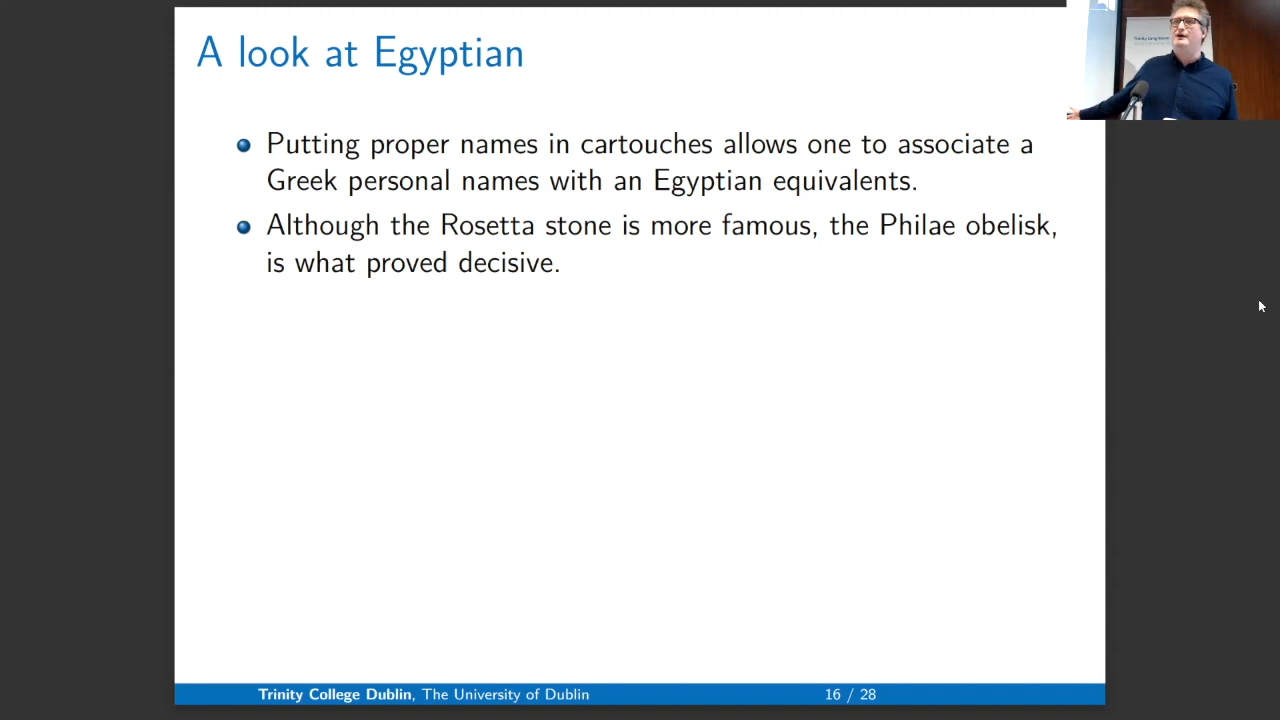 A look at Egyptian
Putting proper names in cartouches allows one to associate a
Greek personal names with an Egyptian equivalents.
Although the Rosetta stone is more famous, the Philae obelisk,
is what proved decisive.
Trinity College Dublin, The University of Dublin
16 / 28